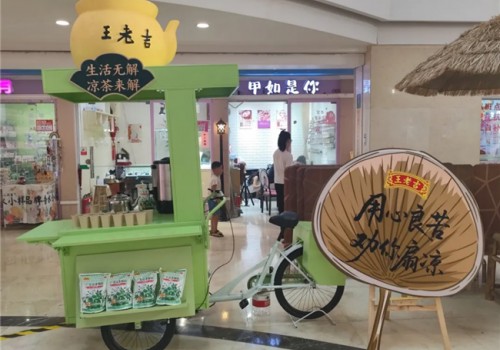 王老吉
生活无解
凉茶来解
甲如是你
王老吉
用心良苦
劝你扇凉